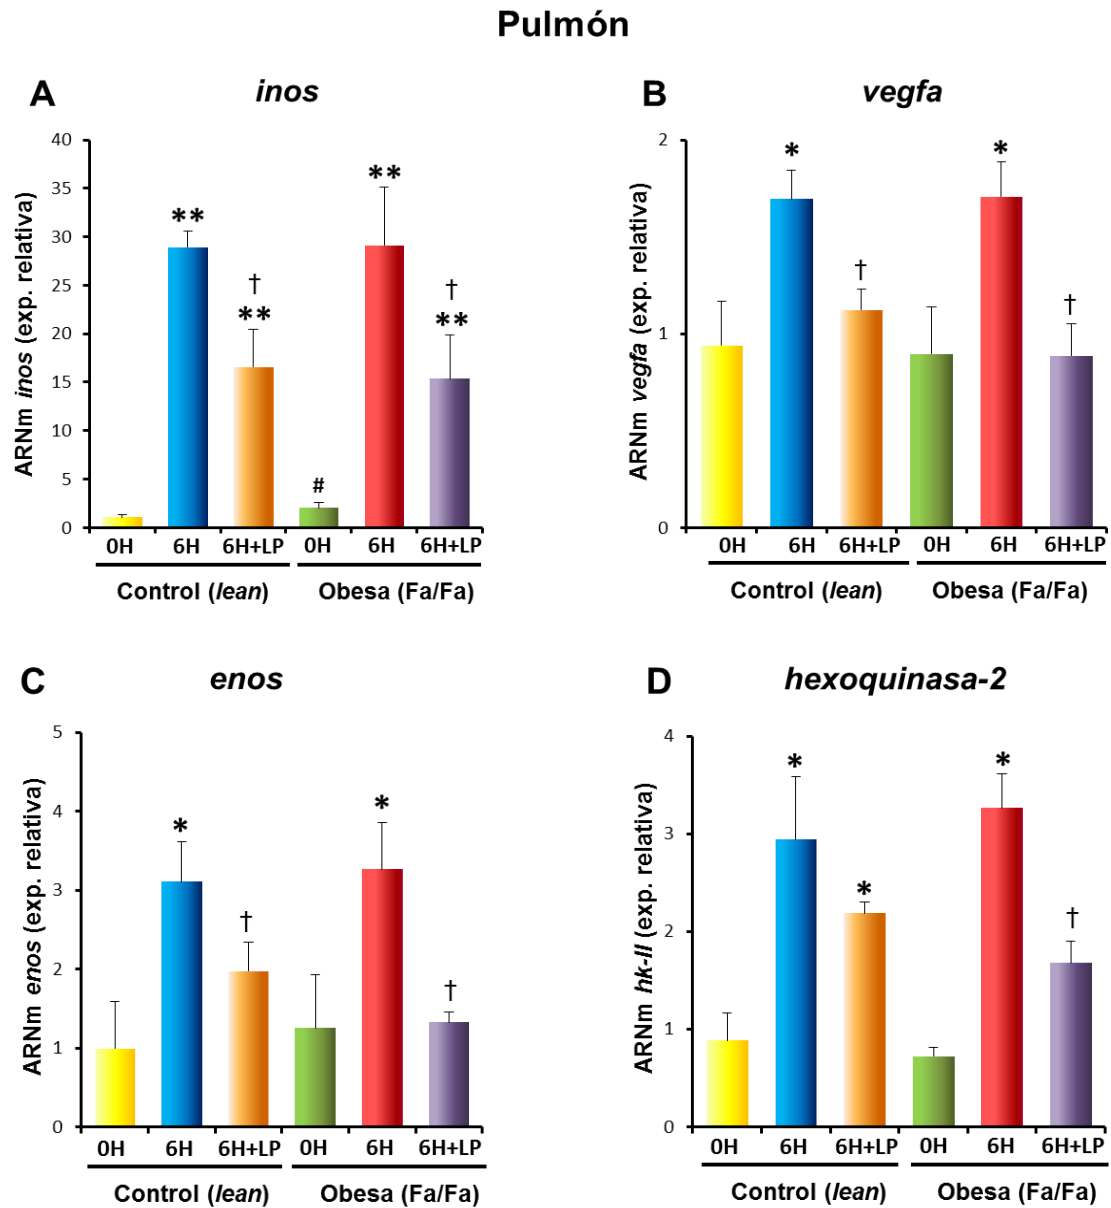 Pulmón
A
inos
ARNm inos (exp. relativa)
40
35
30
25
20
15
10
5
0
**
†
**
#
**
†
**
0H 6H 6H+LP 0H 6H 6H+LP
Control (lean) Obesa (Fa/Fa)
B
vegfa
ARNm vegfa (exp. relativa)
2
1
0
*
†
*
†
0H 6H 6H+LP 0H 6H 6H+LP
Control (lean) Obesa (Fa/Fa)
C
enos
ARNm enos (exp. relativa)
5
4
3
2
1
0
*
†
*
†
0H 6H 6H+LP 0H 6H 6H+LP
Control (lean) Obesa (Fa/Fa)
D
hexoquinasa-2
ARNm hk-II (exp. relativa)
4
3
2
1
0
*
*
*
†
0H 6H 6H+LP 0H 6H 6H+LP
Control (lean) Obesa (Fa/Fa)